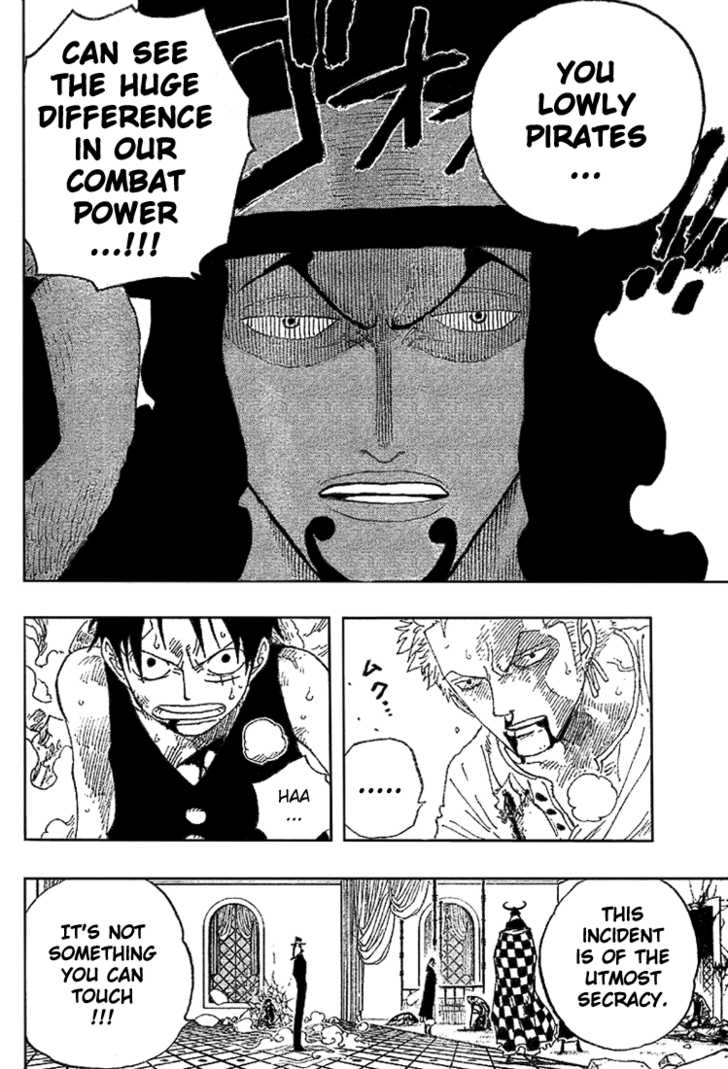 YOU
LOWLY
PIRATES
...
CAN SEE
THE HUGE
DIFFERENCE
IN OUR
COMBAT
POWER
...!!!
ゴオオ
ムク...
.....
HAA
...
THIS
INCIDENT
IS OF THE
UTMOST
SECRACY.
IT'S NOT
SOMETHING
YOU CAN
TOUCH
!!!